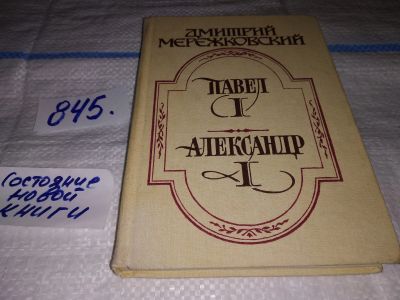 ДМИТРИЙ
МЕРЕЖКОВСКИЙ
ПАВЕЛ
I
АЛЕКСАНДР
I
845.
Состояние
новой
книги